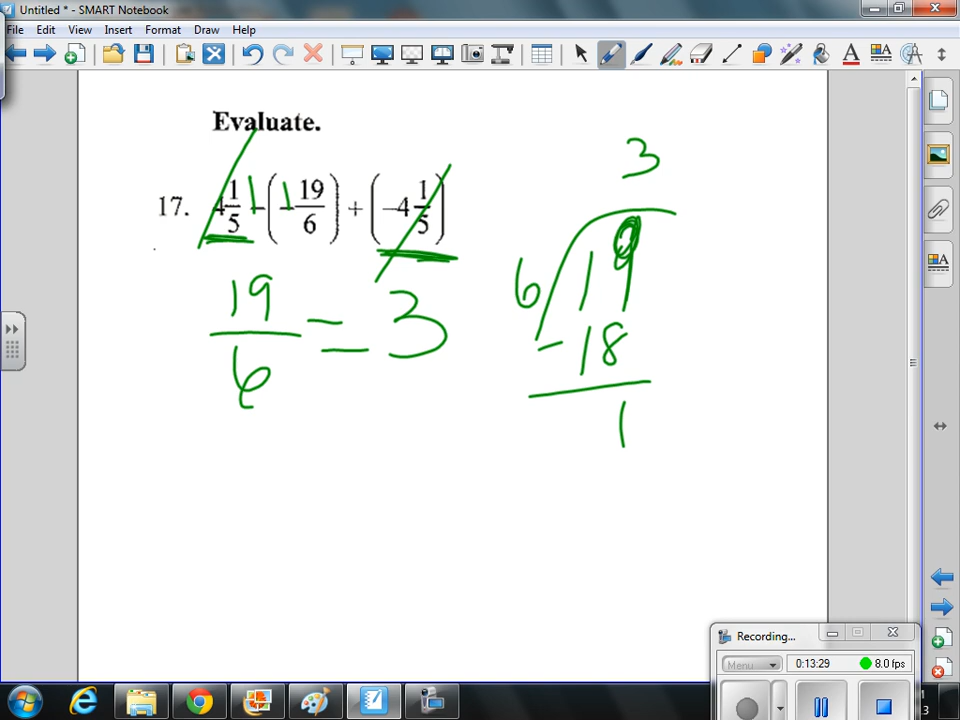 Untitled * - SMART Notebook
File Edit View Insert Format Draw Help
Evaluate.
17. 4 1/5 - (- 19/6) + (-4 1/5)
19/6 = 3
3
6 19
-18
1
Recording...
Menu 0:13:29 8.0 fps